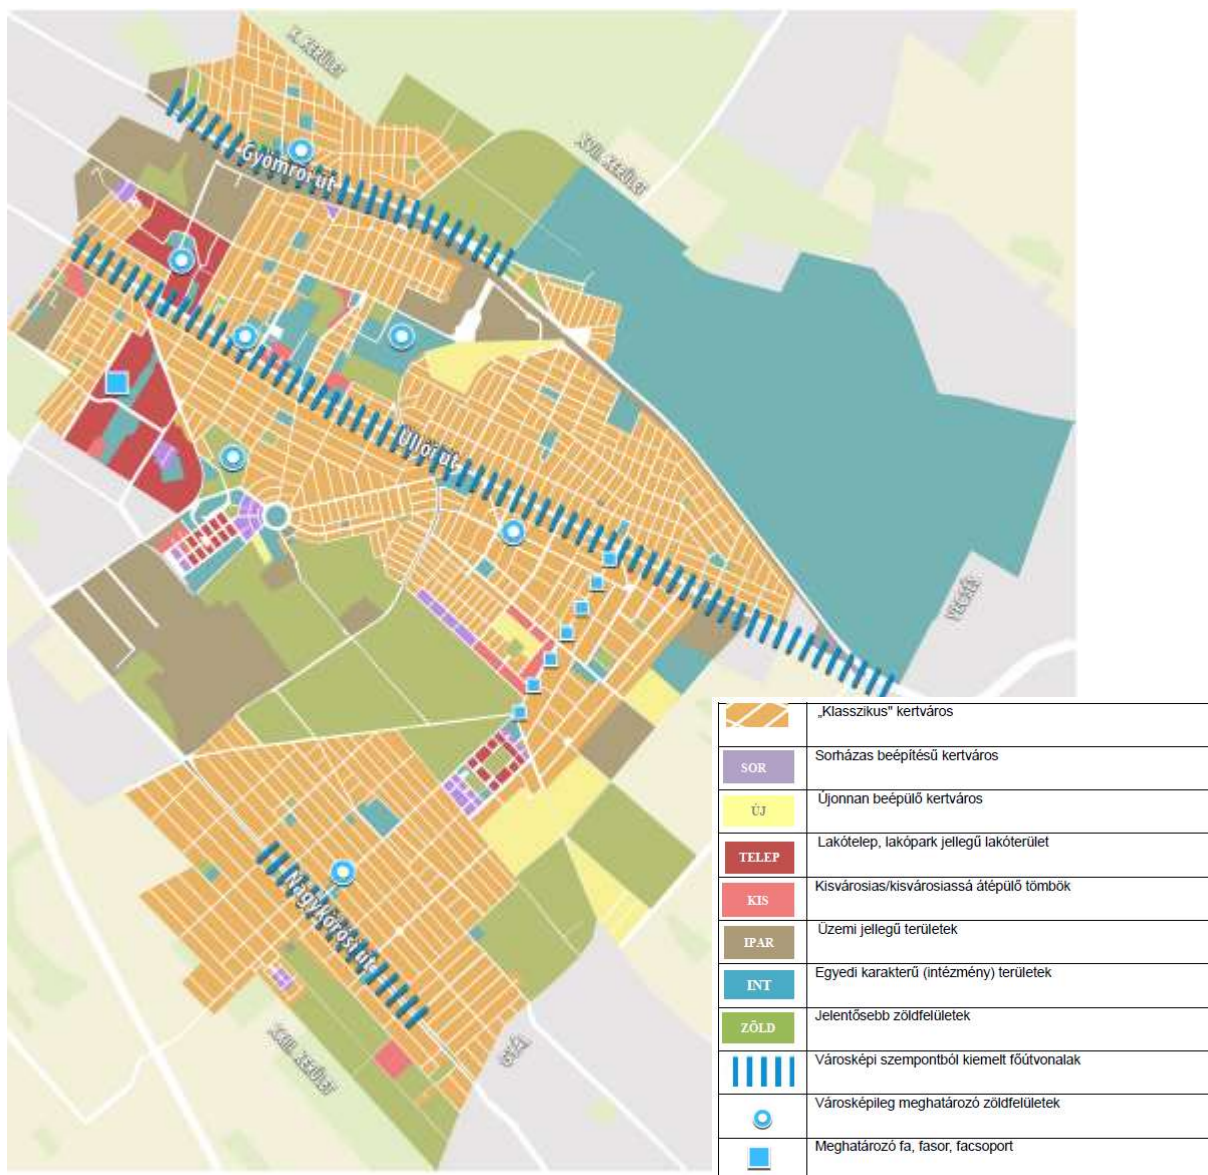 X. KERÜLET
XVII. KERÜLET
Gyömrői út
Üllői út
VECSÉS
Nagykőrösi út
GYÁL
XXIII. KERÜLET
„Klasszikus" kertváros
SOR Sorházas beépítésű kertváros
ÚJ Újonnan beépülő kertváros
TELEP Lakótelep, lakópark jellegű lakóterület
KIS Kisvárosias/kisvárosiassá átépülő tömbök
IPAR Üzemi jellegű területek
INT Egyedi karakterű (intézmény) területek
ZÖLD Jelentősebb zöldfelületek
Városképi szempontból kiemelt főútvonalak
Városképileg meghatározó zöldfelületek
Meghatározó fa, fasor, facsoport